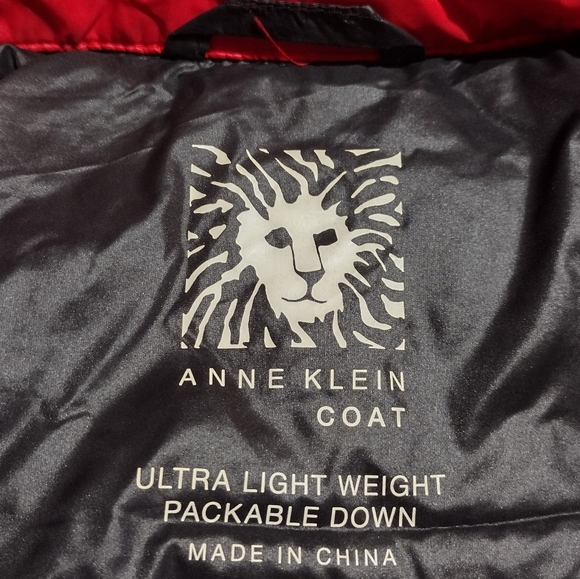 ANNE KLEIN
COAT
ULTRA LIGHT WEIGHT
PACKABLE DOWN
MADE IN CHINA